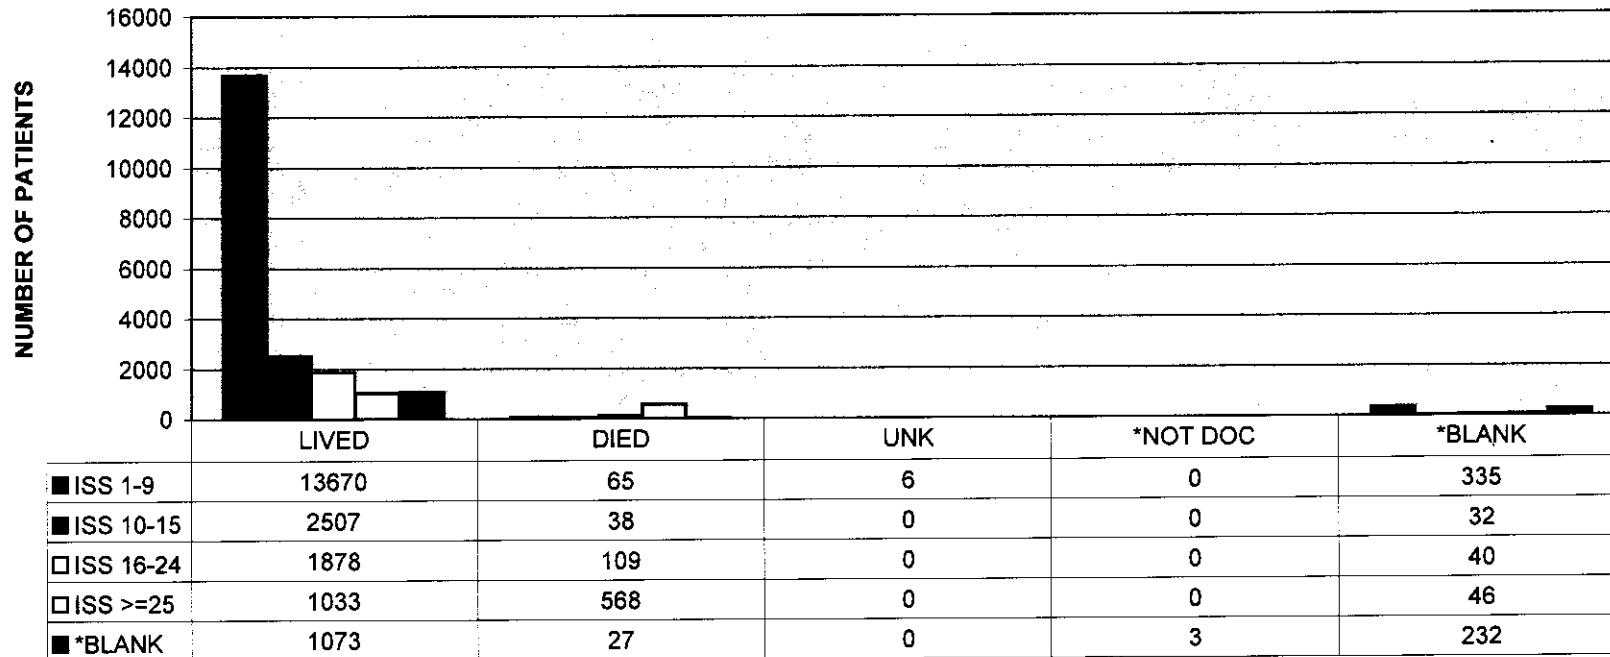 NUMBER OF PATIENTS
16000
14000
12000
10000
8000
6000
4000
2000
0
LIVED DIED UNK *NOT DOC *BLANK
ISS 1-9 13670 65 6 0 335
ISS 10-15 2507 38 0 0 32
ISS 16-24 1878 109 0 0 40
ISS >=25 1033 568 0 0 46
*BLANK 1073 27 0 3 232